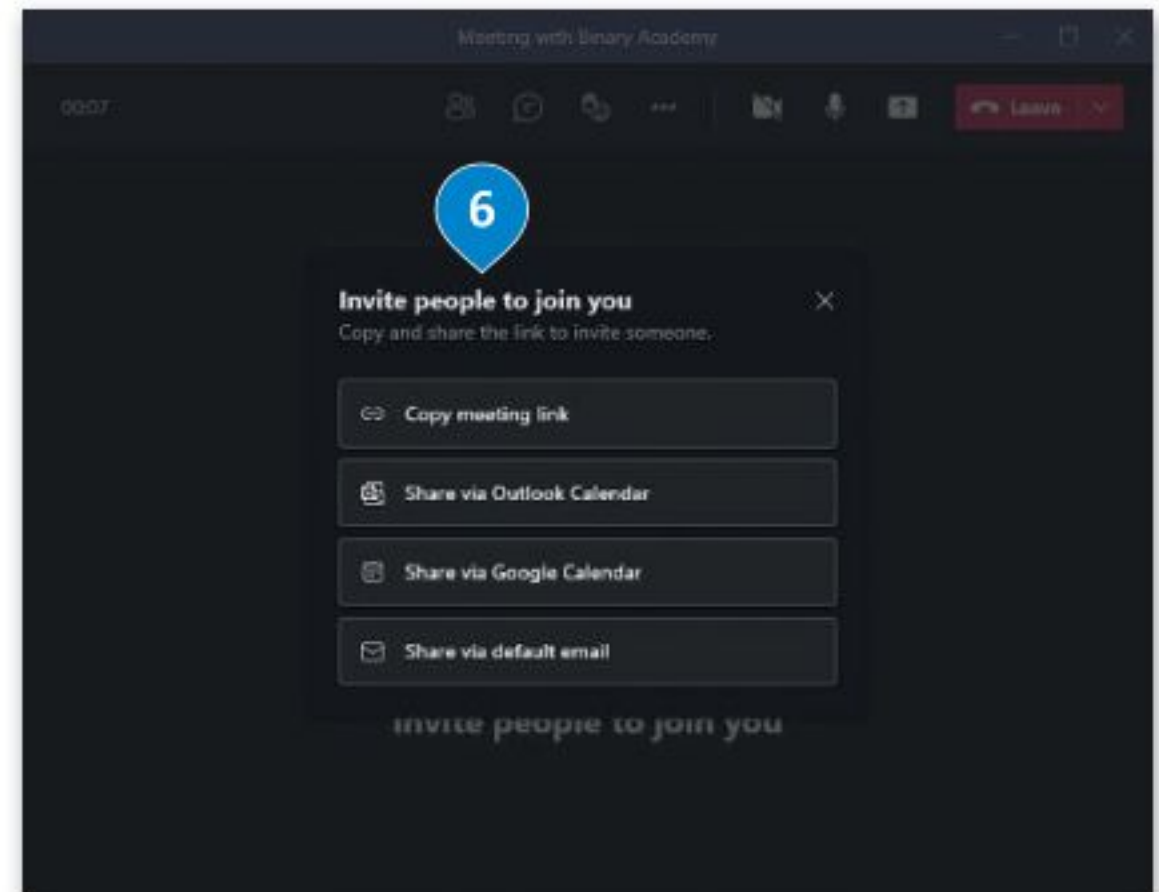 Meeting with Binary Academy
00:07
Leave
6
Invite people to join you
Copy and share the link to invite someone.
Copy meeting link
Share via Outlook Calendar
Share via Google Calendar
Share via default email
Invite people to join you